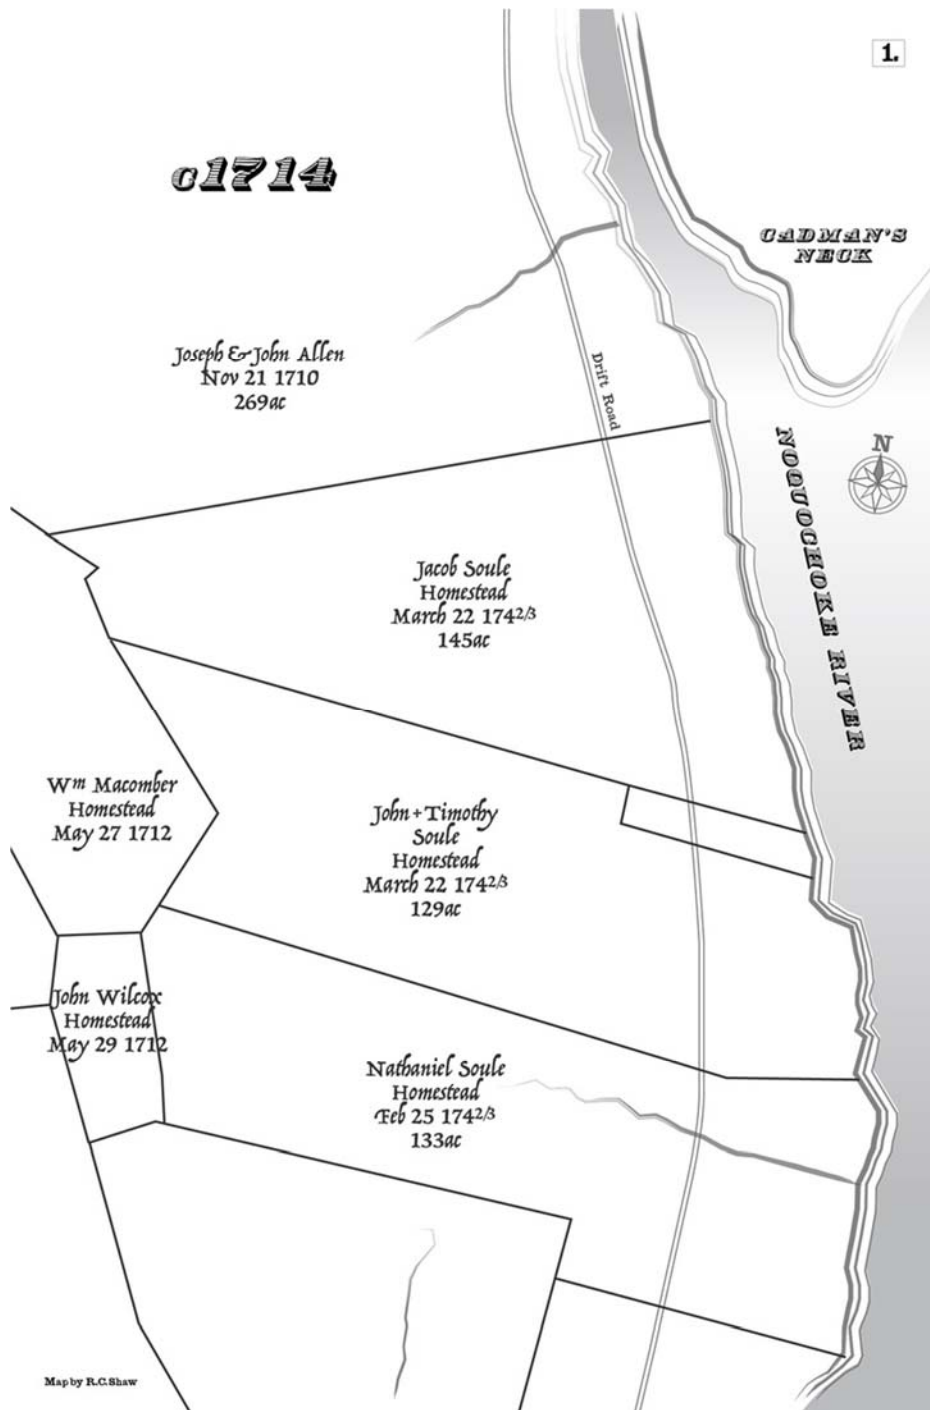 1.
c1714
CADMAN'S
NECK
Joseph & John Allen
Nov 21 1710
269ac
Drift Road
N
NOQUOCHOKE RIVER
Jacob Soule
Homestead
March 22 1742/3
145ac
Wm Macomber
Homestead
May 27 1712
John + Timothy
Soule
Homestead
March 22 1742/3
129ac
John Wilcox
Homestead
May 29 1712
Nathaniel Soule
Homestead
Feb 25 1742/3
133ac
Map by R.C.Shaw